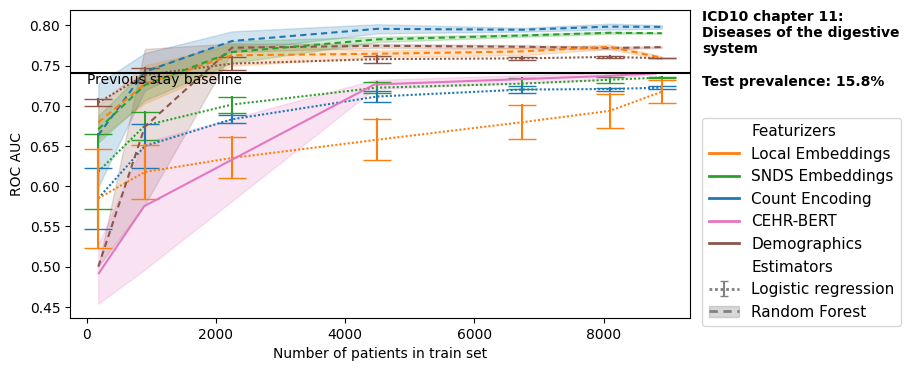 0.80
0.75
0.70
0.65
0.60
0.55
0.50
0.45
ROC AUC
Previous stay baseline
0
2000
4000
6000
8000
Number of patients in train set
ICD10 chapter 11:
Diseases of the digestive
system
Test prevalence: 15.8%
Featurizers
Local Embeddings
SNDS Embeddings
Count Encoding
CEHR-BERT
Demographics
Estimators
Logistic regression
Random Forest